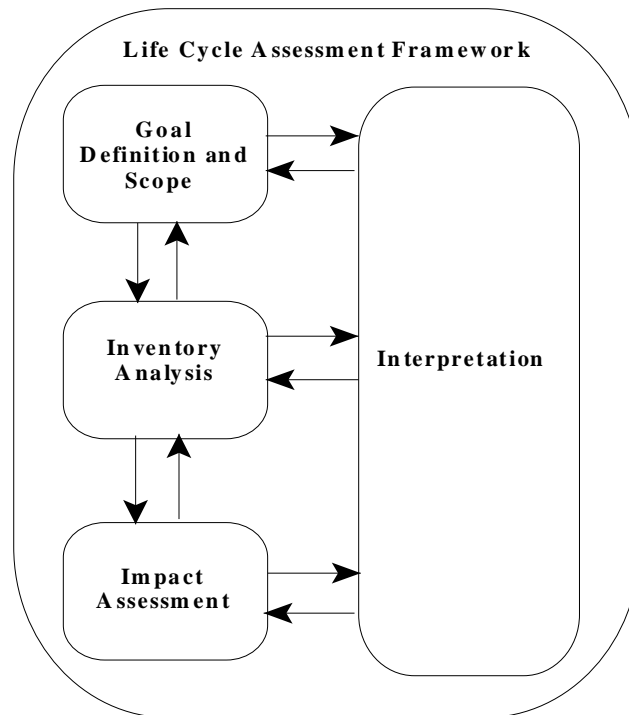 Life Cycle Assessment Framework
Goal
Definition and
Scope
Inventory
Analysis
Interpretation
Impact
Assessment